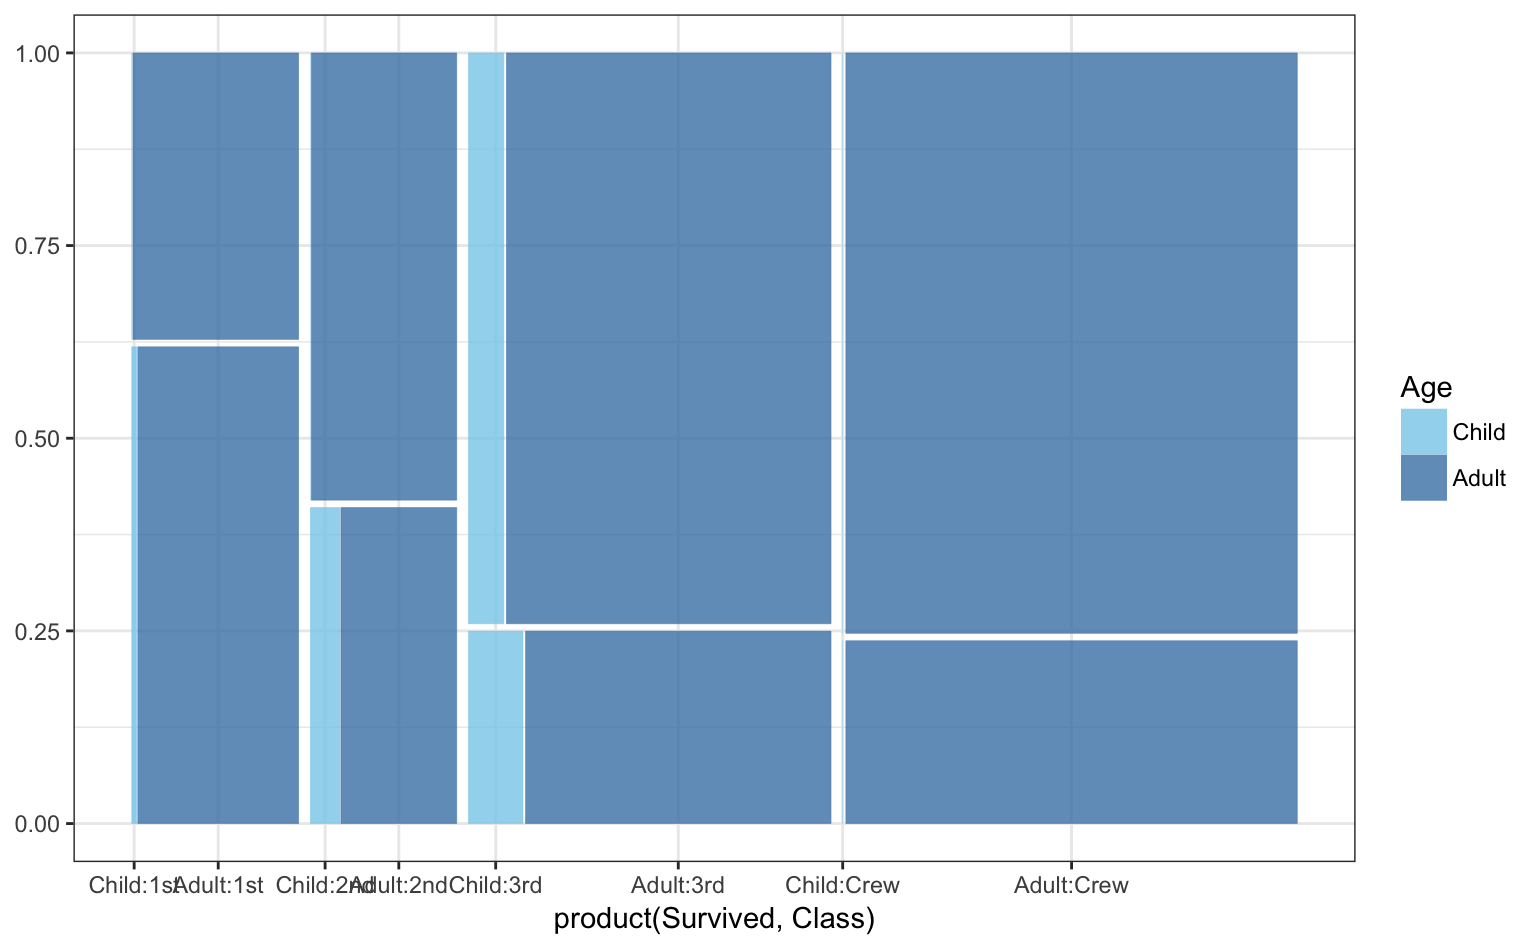 1.00
0.75
0.50
0.25
0.00
Child:1st Adult:1st Child:2nd Adult:2nd Child:3rd Adult:3rd Child:Crew Adult:Crew
product(Survived, Class)
Age
Child
Adult